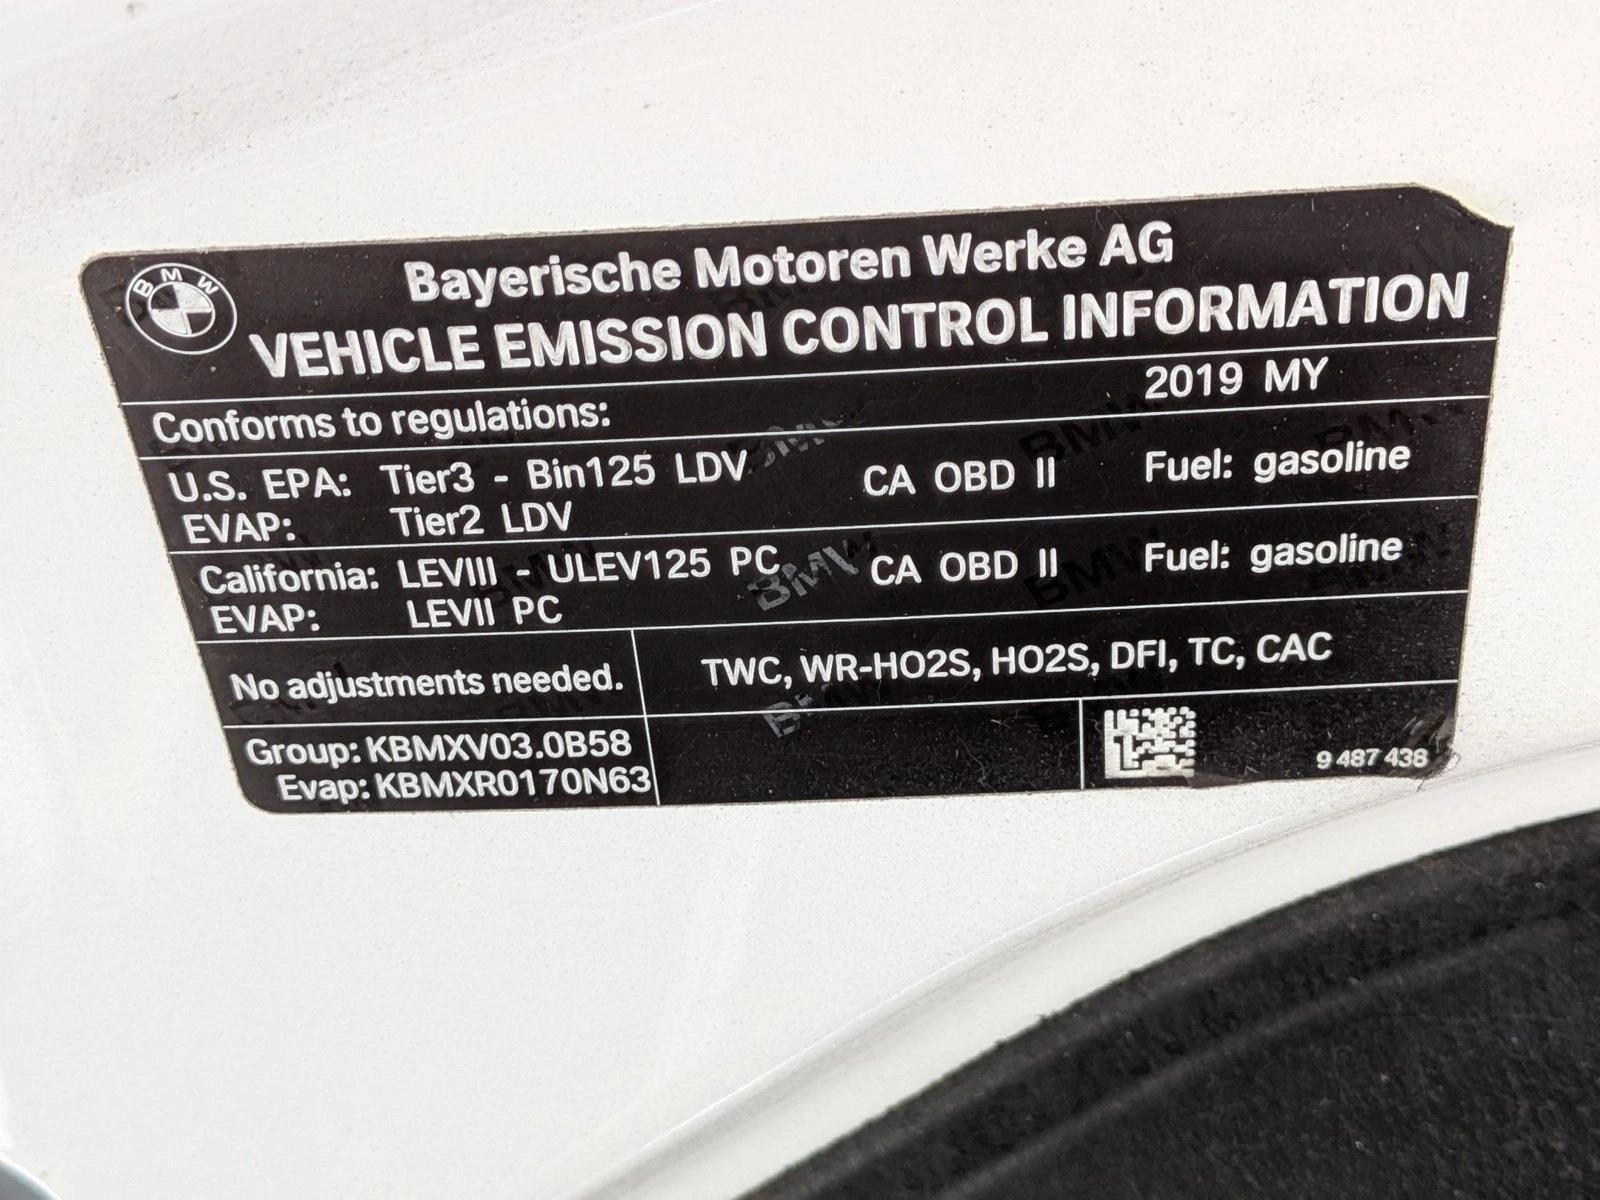 BMW
Bayerische Motoren Werke AG
VEHICLE EMISSION CONTROL INFORMATION
Conforms to regulations: 2019 MY
U.S. EPA: Tier3 - Bin125 LDV CA OBD II Fuel: gasoline
EVAP: Tier2 LDV
California: LEVIII - ULEV125 PC CA OBD II Fuel: gasoline
EVAP: LEVII PC
No adjustments needed. TWC, WR-HO2S, HO2S, DFI, TC, CAC
Group: KBMXV03.0B58
Evap: KBMXR0170N63
9 487 438